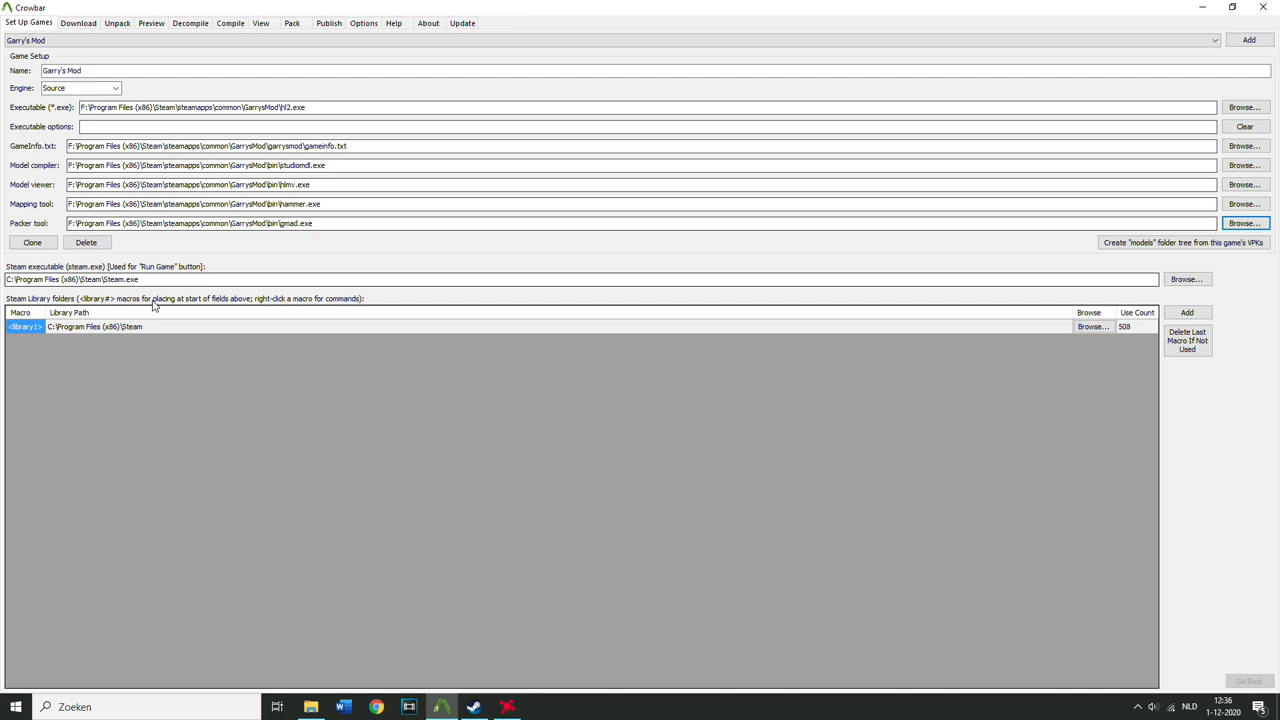 Crowbar
Set Up Games Download Unpack Preview Decompile Compile View Pack Publish Options Help About Update
Garry's Mod Add
Game Setup
Name: Garry's Mod
Engine: Source
Executable (*.exe): F:\Program Files (x86)\Steam\steamapps\common\GarrysMod\hl2.exe Browse...
Executable options: Clear
GameInfo.txt: F:\Program Files (x86)\Steam\steamapps\common\GarrysMod\garrysmod\gameinfo.txt Browse...
Model compiler: F:\Program Files (x86)\Steam\steamapps\common\GarrysMod\bin\studiomdl.exe Browse...
Model viewer: F:\Program Files (x86)\Steam\steamapps\common\GarrysMod\bin\hlmv.exe Browse...
Mapping tool: F:\Program Files (x86)\Steam\steamapps\common\GarrysMod\bin\hammer.exe Browse...
Packer tool: F:\Program Files (x86)\Steam\steamapps\common\GarrysMod\bin\gmad.exe Browse...
Clone Delete Create "models" folder tree from this game's VPKs
Steam executable (steam.exe) [Used for "Run Game" button]:
C:\Program Files (x86)\Steam\Steam.exe Browse...
Steam Library folders (<library#> macros for placing at start of fields above; right-click a macro for commands):
Macro Library Path Browse Use Count Add
<library1> C:\Program Files (x86)\Steam Browse... 508
Delete Last
Macro If Not
Used
Go Back
Zoeken NLD 12:36
1-12-2020 5